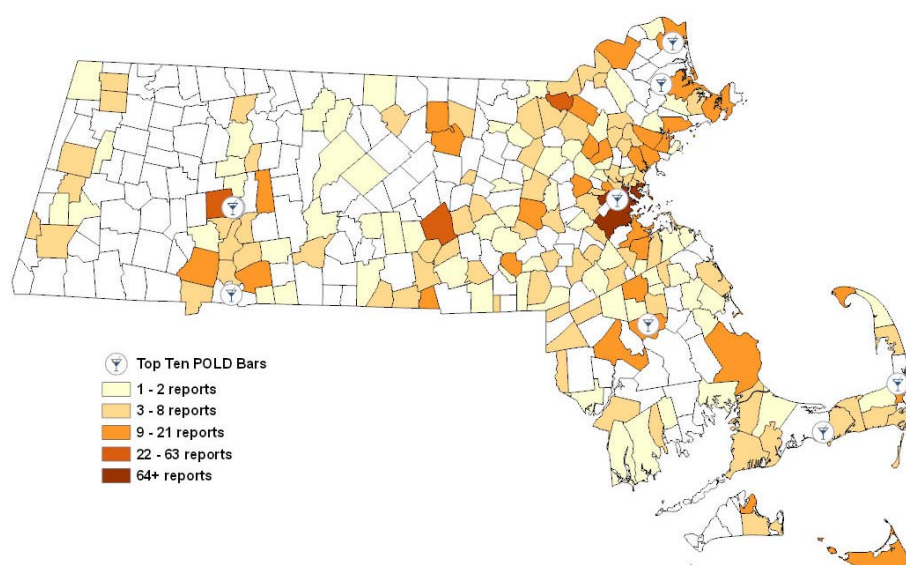 Top Ten POLD Bars
1 - 2 reports
3 - 8 reports
9 - 21 reports
22 - 63 reports
64+ reports